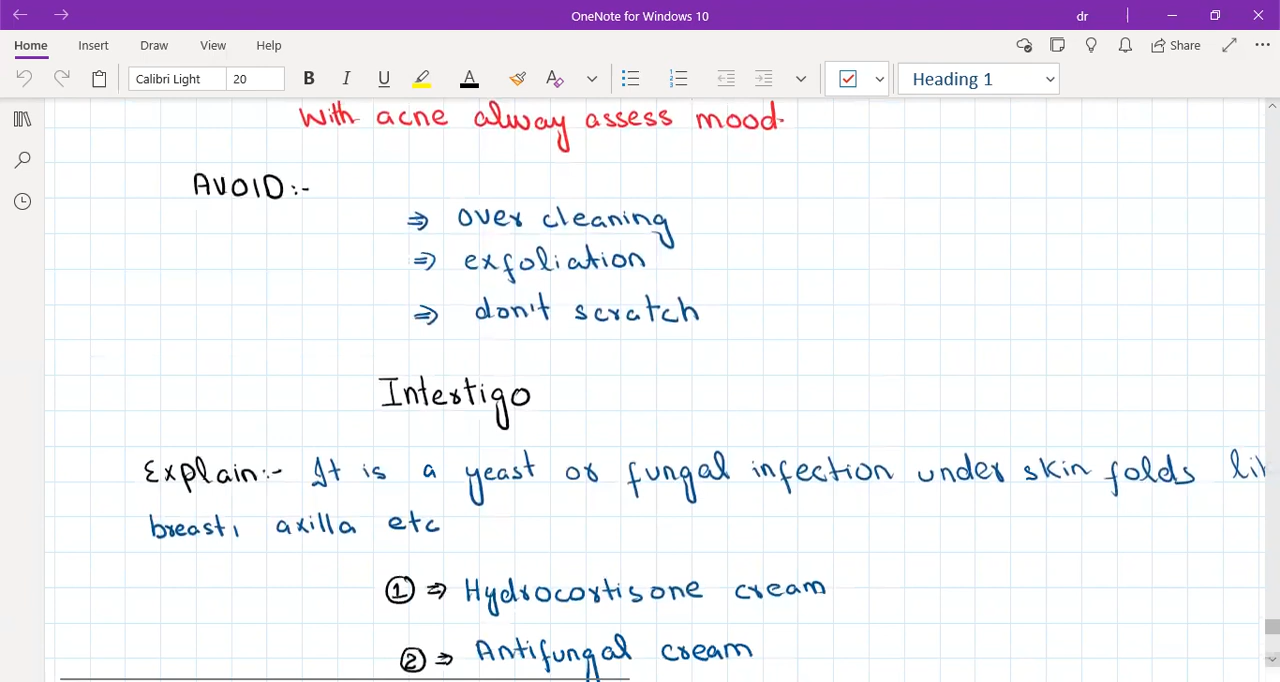 OneNote for Windows 10
dr
Home Insert Draw View Help
Share
Calibri Light 20 B I U A A Heading 1
With acne alway assess mood.
AVOID:-
⇒ over cleaning
⇒ exfoliation
⇒ don't scratch
Intertigo
Explain:- It is a yeast or fungal infection under skin folds
breast, axilla etc
① ⇒ Hydrocortisone cream
② ⇒ Antifungal cream